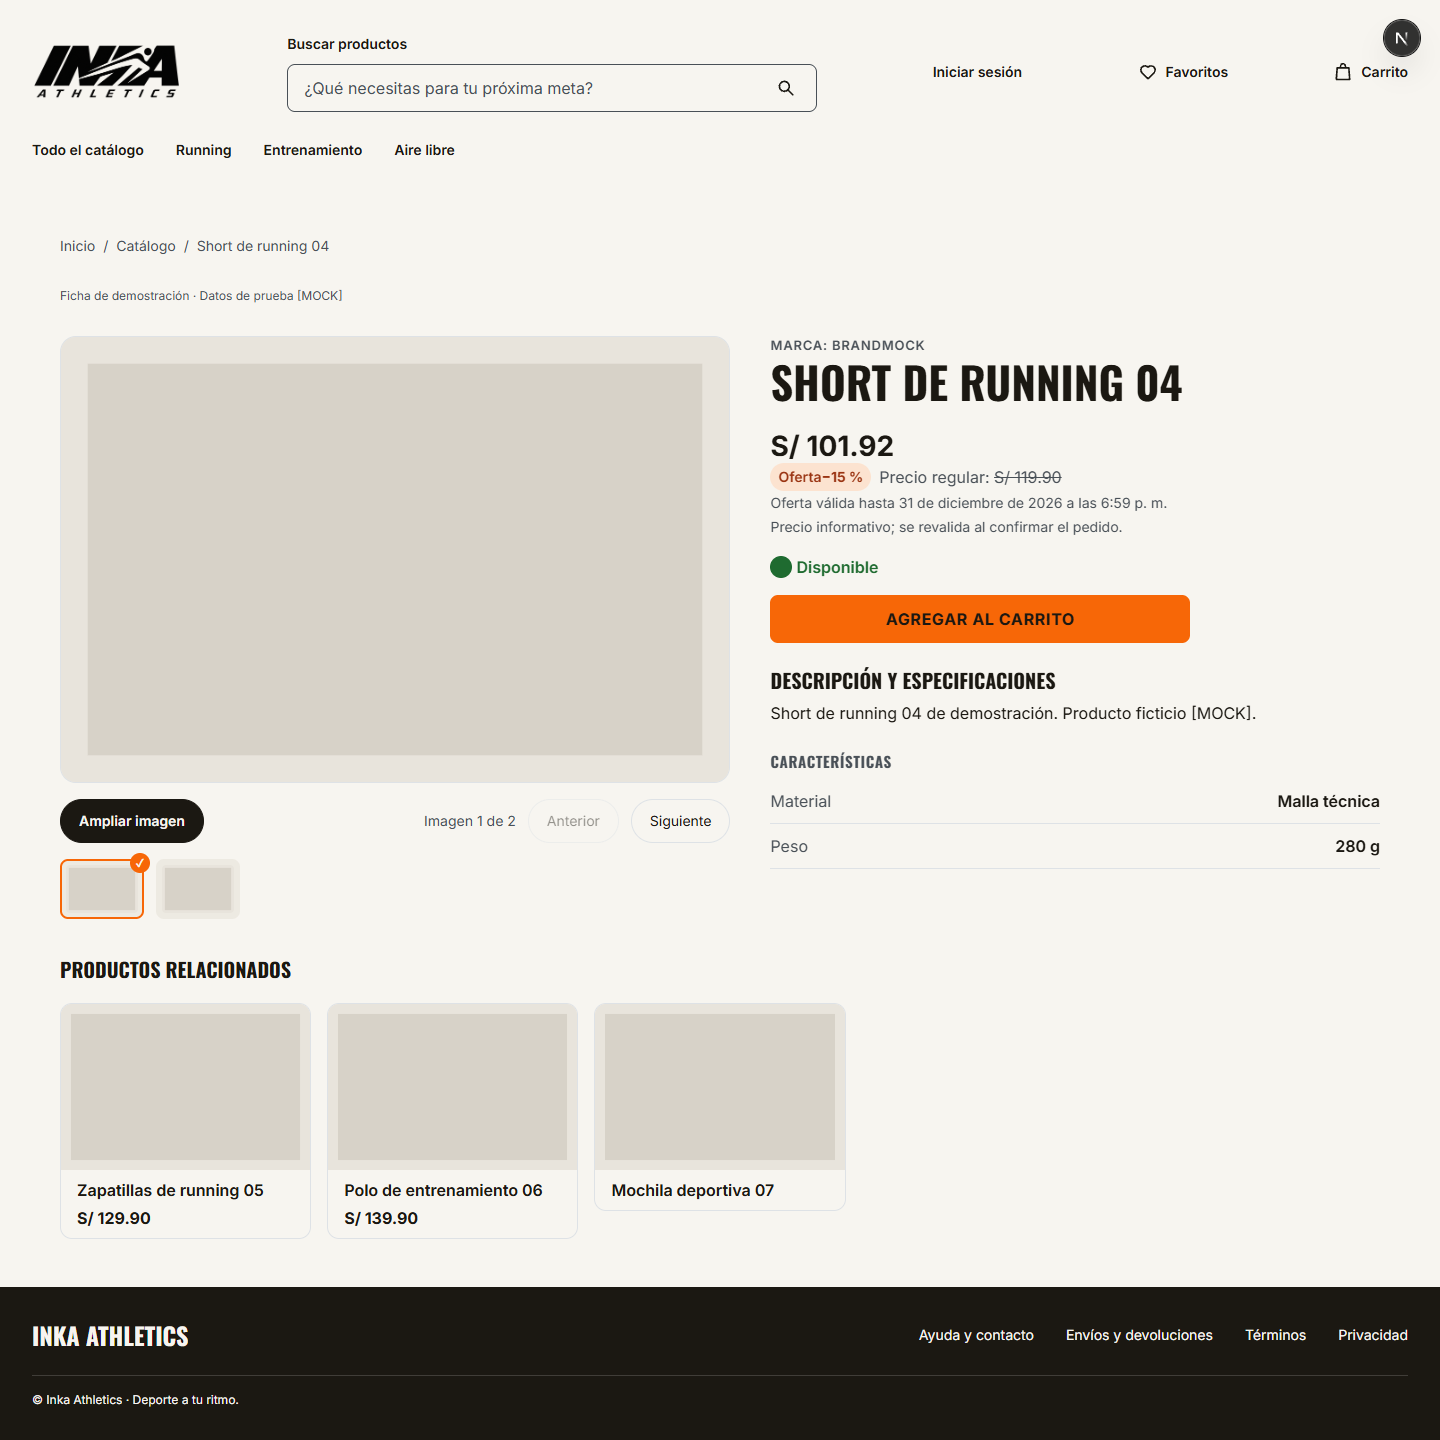 INKA
ATHLETICS
Buscar productos
¿Qué necesitas para tu próxima meta?
Iniciar sesión
Favoritos
Carrito
N
Todo el catálogo
Running
Entrenamiento
Aire libre
Inicio / Catálogo / Short de running 04
Ficha de demostración · Datos de prueba [MOCK]
MARCA: BRANDMOCK
SHORT DE RUNNING 04
S/ 101.92
Oferta−15 % Precio regular: S/ 119.90
Oferta válida hasta 31 de diciembre de 2026 a las 6:59 p. m.
Precio informativo; se revalida al confirmar el pedido.
Disponible
AGREGAR AL CARRITO
DESCRIPCIÓN Y ESPECIFICACIONES
Short de running 04 de demostración. Producto ficticio [MOCK].
CARACTERÍSTICAS
Material Malla técnica
Peso 280 g
Ampliar imagen
Imagen 1 de 2
Anterior
Siguiente
PRODUCTOS RELACIONADOS
Zapatillas de running 05
S/ 129.90
Polo de entrenamiento 06
S/ 139.90
Mochila deportiva 07
INKA ATHLETICS
Ayuda y contacto
Envíos y devoluciones
Términos
Privacidad
© Inka Athletics · Deporte a tu ritmo.